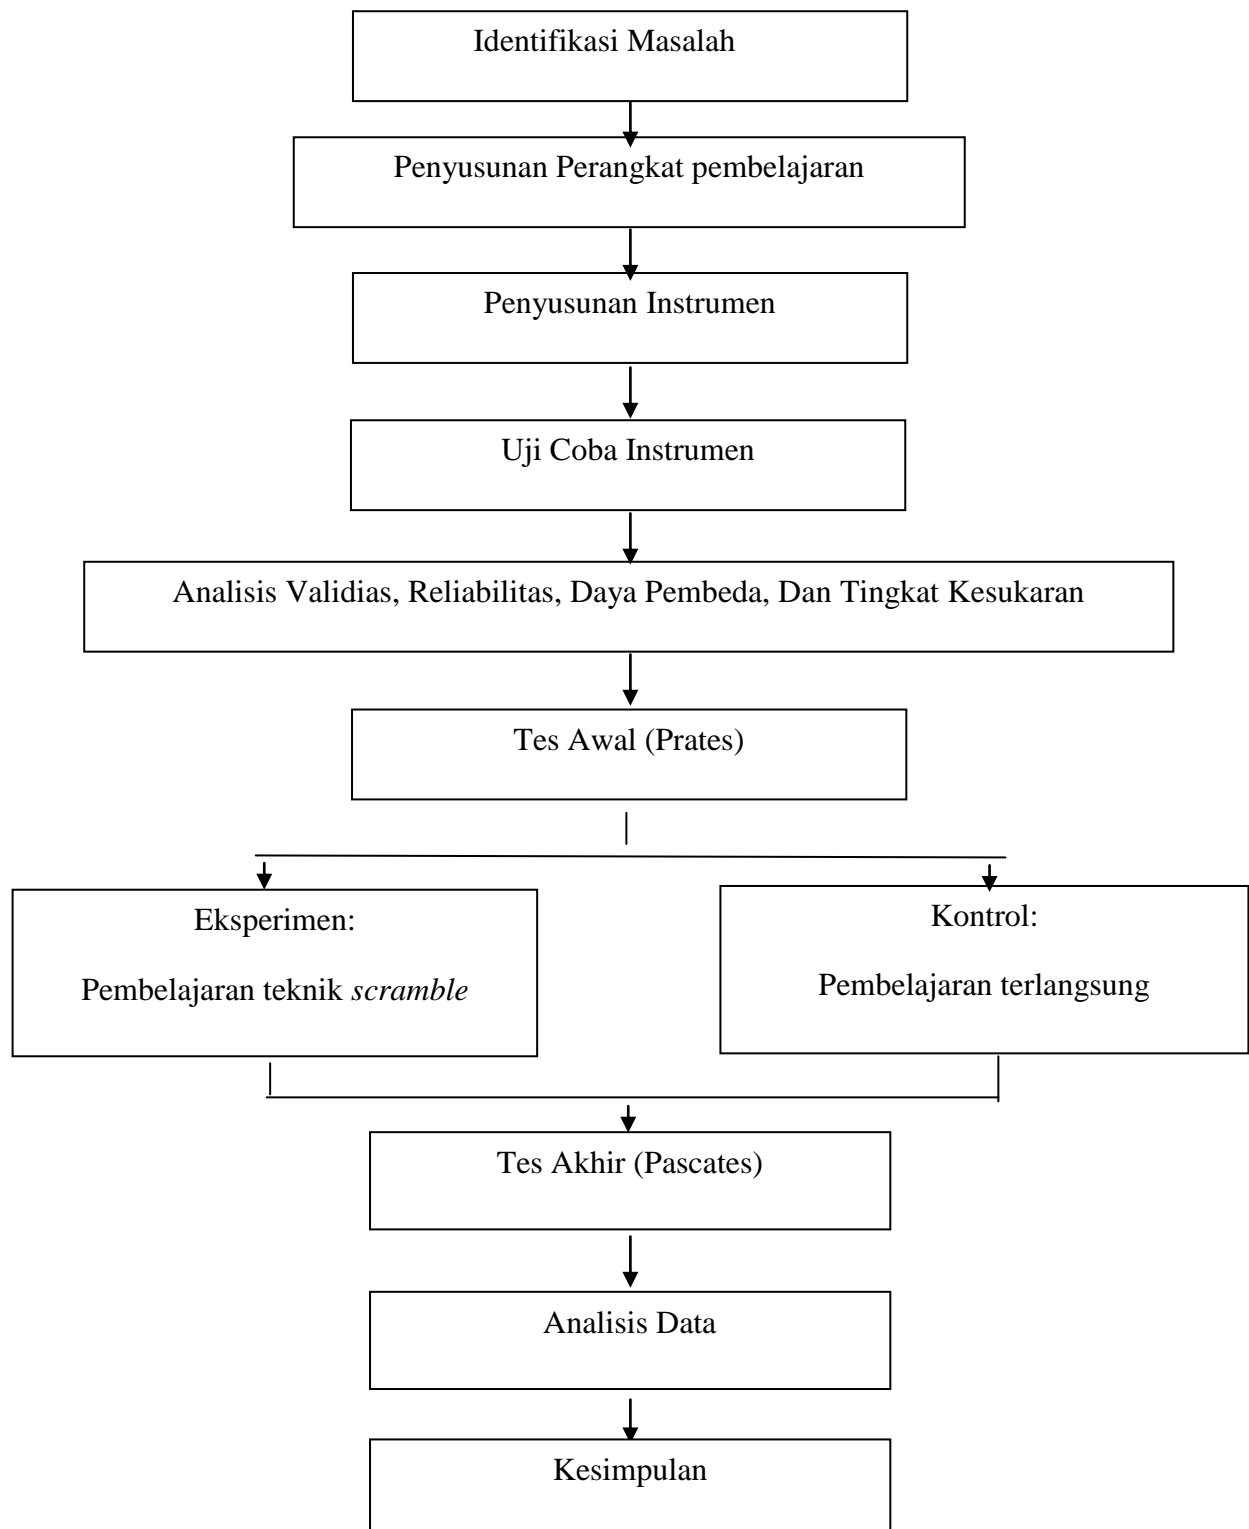 Identifikasi Masalah
Penyusunan Perangkat pembelajaran
Penyusunan Instrumen
Uji Coba Instrumen
Analisis Validias, Reliabilitas, Daya Pembeda, Dan Tingkat Kesukaran
Tes Awal (Prates)
Eksperimen:
Pembelajaran teknik scramble
Kontrol:
Pembelajaran terlangsung
Tes Akhir (Pascates)
Analisis Data
Kesimpulan